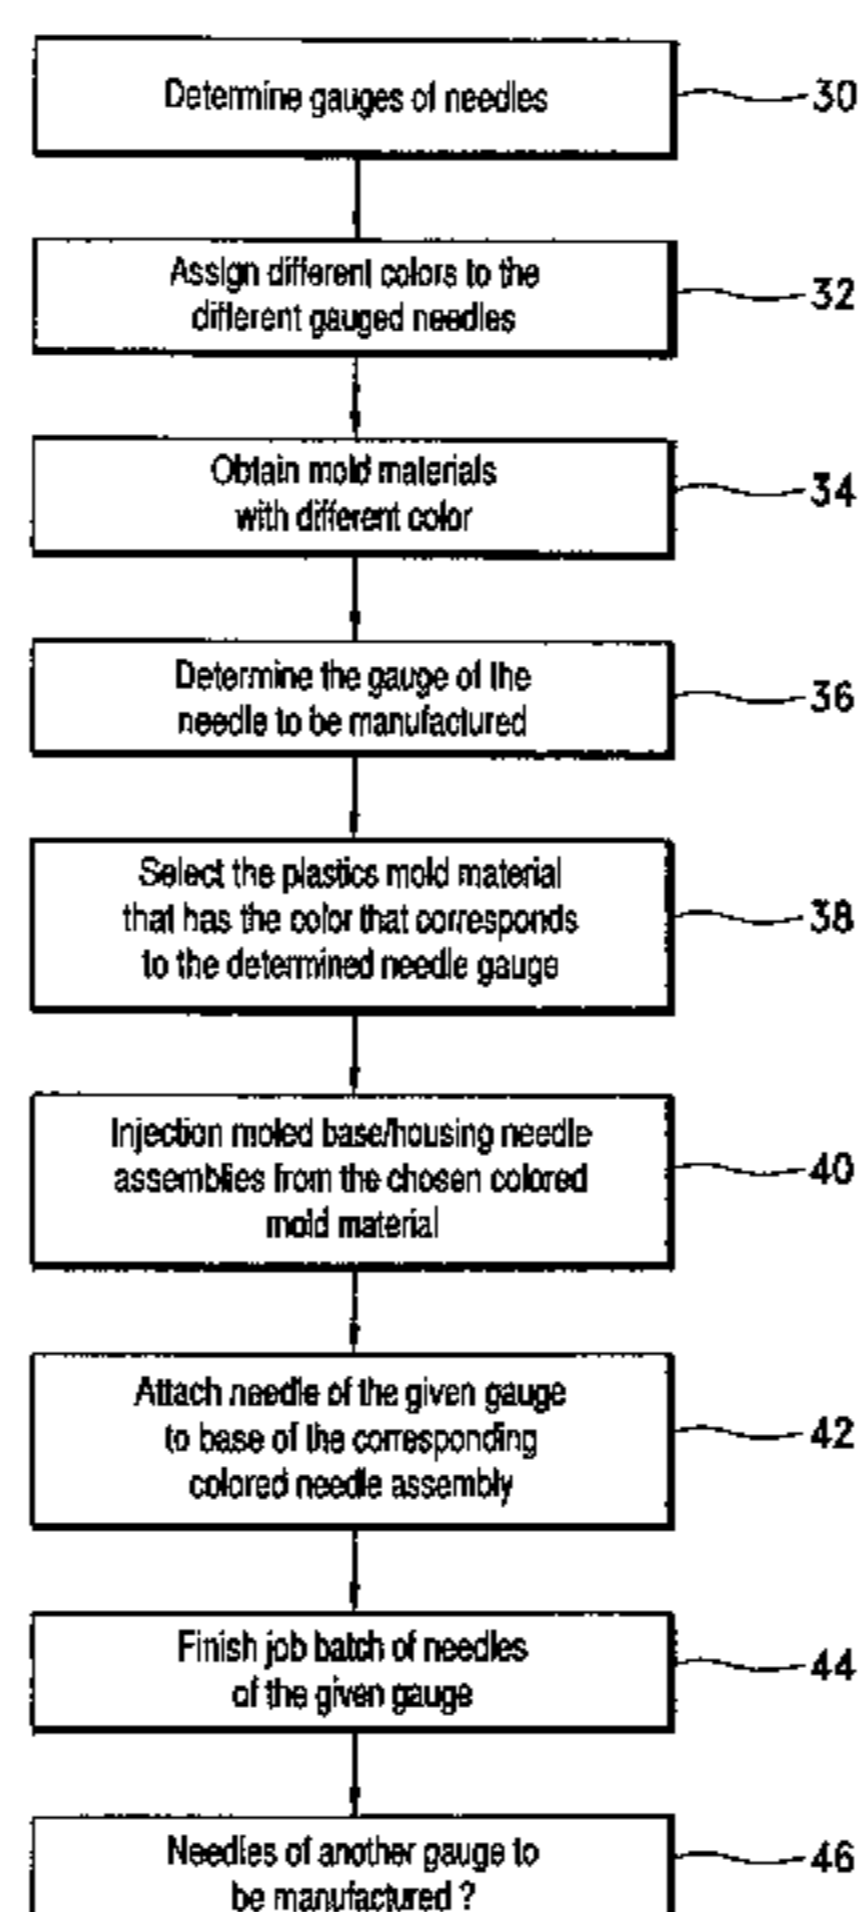 Determine gauges of needles
30
Assign different colors to the
different gauged needles
32
Obtain mold materials
with different color
34
Determine the gauge of the
needle to be manufactured
36
Select the plastics mold material
that has the color that corresponds
to the determined needle gauge
38
Injection moled base/housing needle
assemblies from the chosen colored
mold material
40
Attach needle of the given gauge
to base of the corresponding
colored needle assembly
42
Finish job batch of needles
of the given gauge
44
Needles of another gauge to
be manufactured ?
46